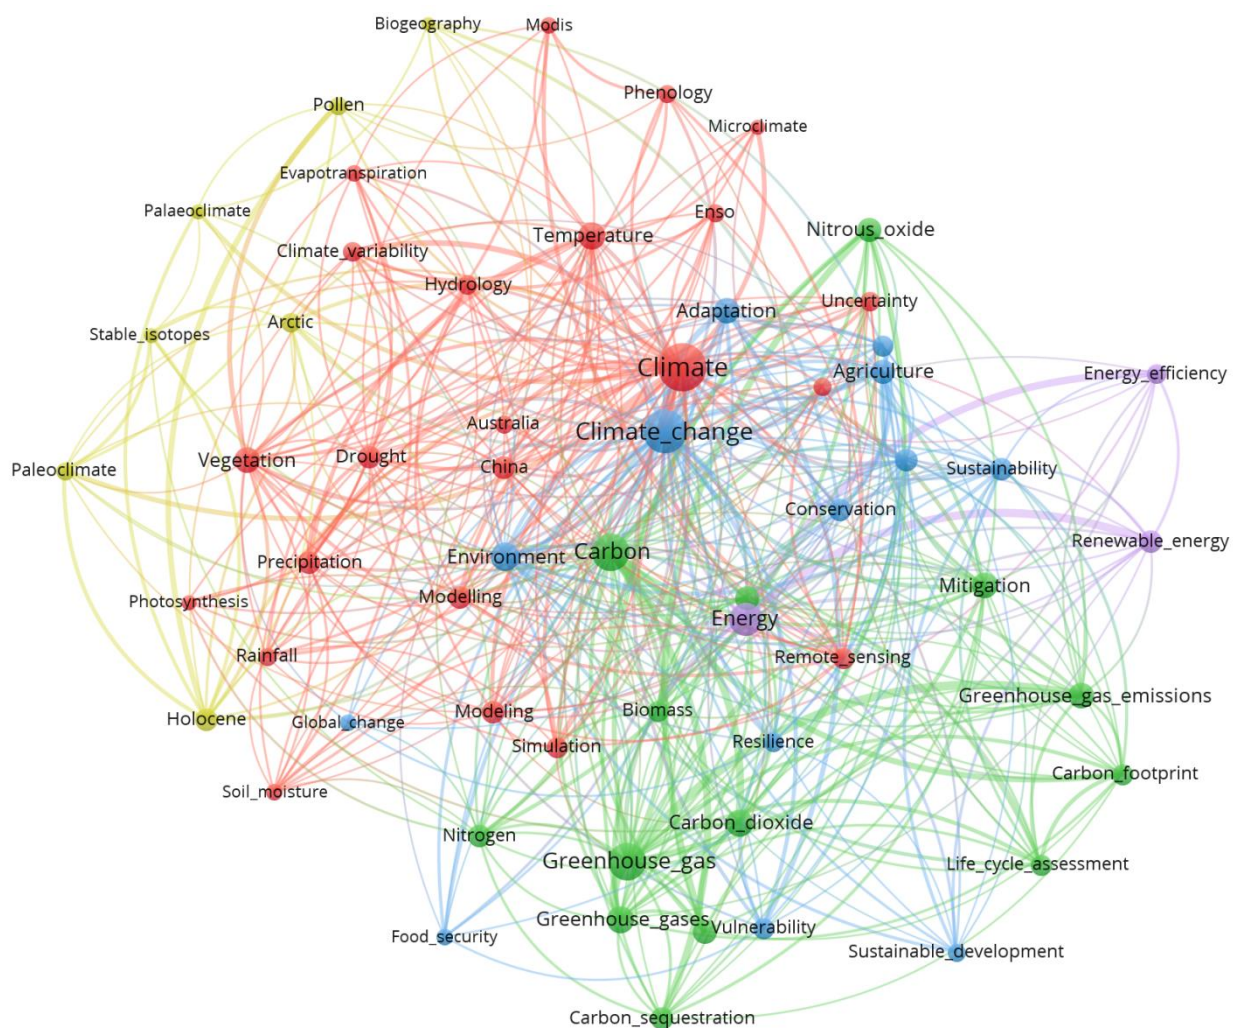 Biogeography
Modis
Phenology
Pollen
Microclimate
Evapotranspiration
Palaeoclimate
Enso
Nitrous_oxide
Temperature
Climate_variability
Hydrology
Uncertainty
Adaptation
Arctic
Stable_isotopes
Climate
Agriculture
Energy_efficiency
Australia
Climate_change
Vegetation
Drought
China
Paleoclimate
Sustainability
Conservation
Renewable_energy
Carbon
Environment
Precipitation
Mitigation
Photosynthesis
Modelling
Energy
Rainfall
Remote_sensing
Greenhouse_gas_emissions
Biomass
Modeling
Holocene
Global_change
Resilience
Simulation
Carbon_footprint
Soil_moisture
Carbon_dioxide
Nitrogen
Greenhouse_gas
Life_cycle_assessment
Greenhouse_gases
Vulnerability
Food_security
Sustainable_development
Carbon_sequestration